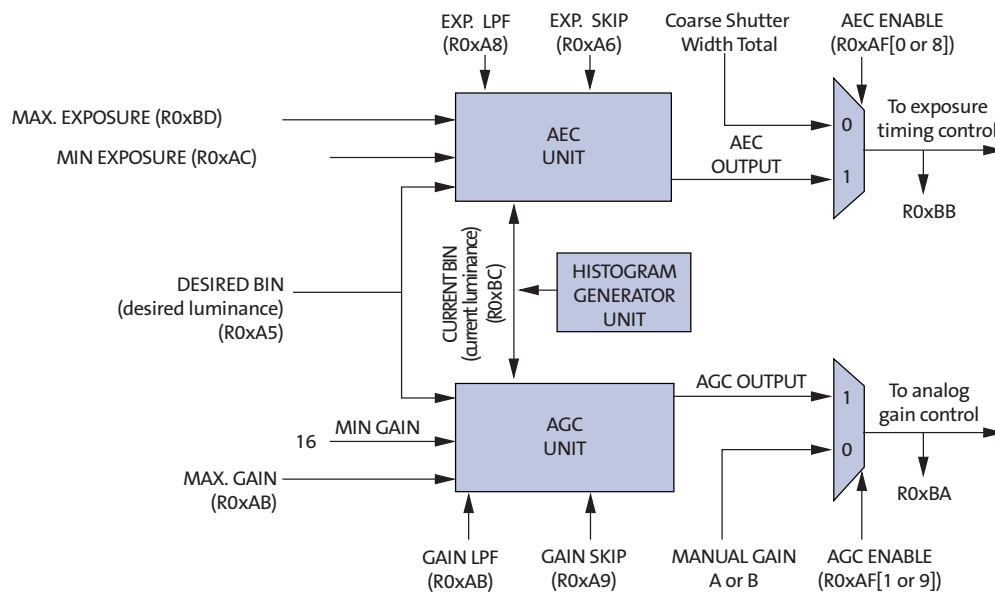 EXP. LPF
(R0xA8)
EXP. SKIP
(R0xA6)
Coarse Shutter
Width Total
AEC ENABLE
(R0xAF[0 or 8])
MAX. EXPOSURE (R0xBD)
MIN EXPOSURE (R0xAC)
AEC
UNIT
AEC
OUTPUT
0
1
To exposure
timing control
R0xBB
DESIRED BIN
(desired luminance)
(R0xA5)
CURRENT BIN
(current luminance)
(R0xBC)
HISTOGRAM
GENERATOR
UNIT
16
MIN GAIN
MAX. GAIN
(R0xAB)
AGC
UNIT
AGC OUTPUT
1
0
To analog
gain control
R0xBA
GAIN LPF
(R0xAB)
GAIN SKIP
(R0xA9)
MANUAL GAIN
A or B
AGC ENABLE
(R0xAF[1 or 9])